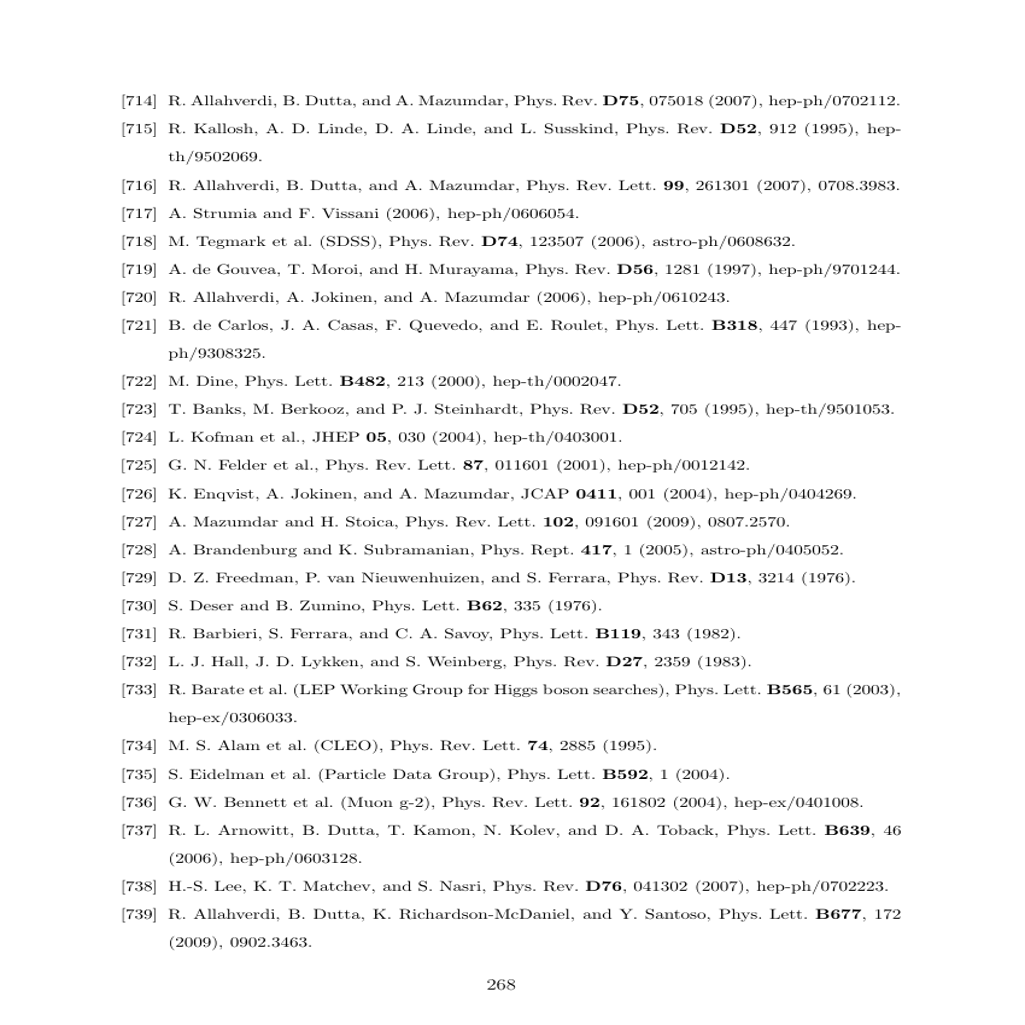 [714] R. Allahverdi, B. Dutta, and A. Mazumdar, Phys. Rev. D75, 075018 (2007), hep-ph/0702112.
[715] R. Kallosh, A. D. Linde, D. A. Linde, and L. Susskind, Phys. Rev. D52, 912 (1995), hep-
th/9502069.
[716] R. Allahverdi, B. Dutta, and A. Mazumdar, Phys. Rev. Lett. 99, 261301 (2007), 0708.3983.
[717] A. Strumia and F. Vissani (2006), hep-ph/0606054.
[718] M. Tegmark et al. (SDSS), Phys. Rev. D74, 123507 (2006), astro-ph/0608632.
[719] A. de Gouvea, T. Moroi, and H. Murayama, Phys. Rev. D56, 1281 (1997), hep-ph/9701244.
[720] R. Allahverdi, A. Jokinen, and A. Mazumdar (2006), hep-ph/0610243.
[721] B. de Carlos, J. A. Casas, F. Quevedo, and E. Roulet, Phys. Lett. B318, 447 (1993), hep-
ph/9308325.
[722] M. Dine, Phys. Lett. B482, 213 (2000), hep-th/0002047.
[723] T. Banks, M. Berkooz, and P. J. Steinhardt, Phys. Rev. D52, 705 (1995), hep-th/9501053.
[724] L. Kofman et al., JHEP 05, 030 (2004), hep-th/0403001.
[725] G. N. Felder et al., Phys. Rev. Lett. 87, 011601 (2001), hep-ph/0012142.
[726] K. Enqvist, A. Jokinen, and A. Mazumdar, JCAP 0411, 001 (2004), hep-ph/0404269.
[727] A. Mazumdar and H. Stoica, Phys. Rev. Lett. 102, 091601 (2009), 0807.2570.
[728] A. Brandenburg and K. Subramanian, Phys. Rept. 417, 1 (2005), astro-ph/0405052.
[729] D. Z. Freedman, P. van Nieuwenhuizen, and S. Ferrara, Phys. Rev. D13, 3214 (1976).
[730] S. Deser and B. Zumino, Phys. Lett. B62, 335 (1976).
[731] R. Barbieri, S. Ferrara, and C. A. Savoy, Phys. Lett. B119, 343 (1982).
[732] L. J. Hall, J. D. Lykken, and S. Weinberg, Phys. Rev. D27, 2359 (1983).
[733] R. Barate et al. (LEP Working Group for Higgs boson searches), Phys. Lett. B565, 61 (2003),
hep-ex/0306033.
[734] M. S. Alam et al. (CLEO), Phys. Rev. Lett. 74, 2885 (1995).
[735] S. Eidelman et al. (Particle Data Group), Phys. Lett. B592, 1 (2004).
[736] G. W. Bennett et al. (Muon g-2), Phys. Rev. Lett. 92, 161802 (2004), hep-ex/0401008.
[737] R. L. Arnowitt, B. Dutta, T. Kamon, N. Kolev, and D. A. Toback, Phys. Lett. B639, 46
(2006), hep-ph/0603128.
[738] H.-S. Lee, K. T. Matchev, and S. Nasri, Phys. Rev. D76, 041302 (2007), hep-ph/0702223.
[739] R. Allahverdi, B. Dutta, K. Richardson-McDaniel, and Y. Santoso, Phys. Lett. B677, 172
(2009), 0902.3463.
268